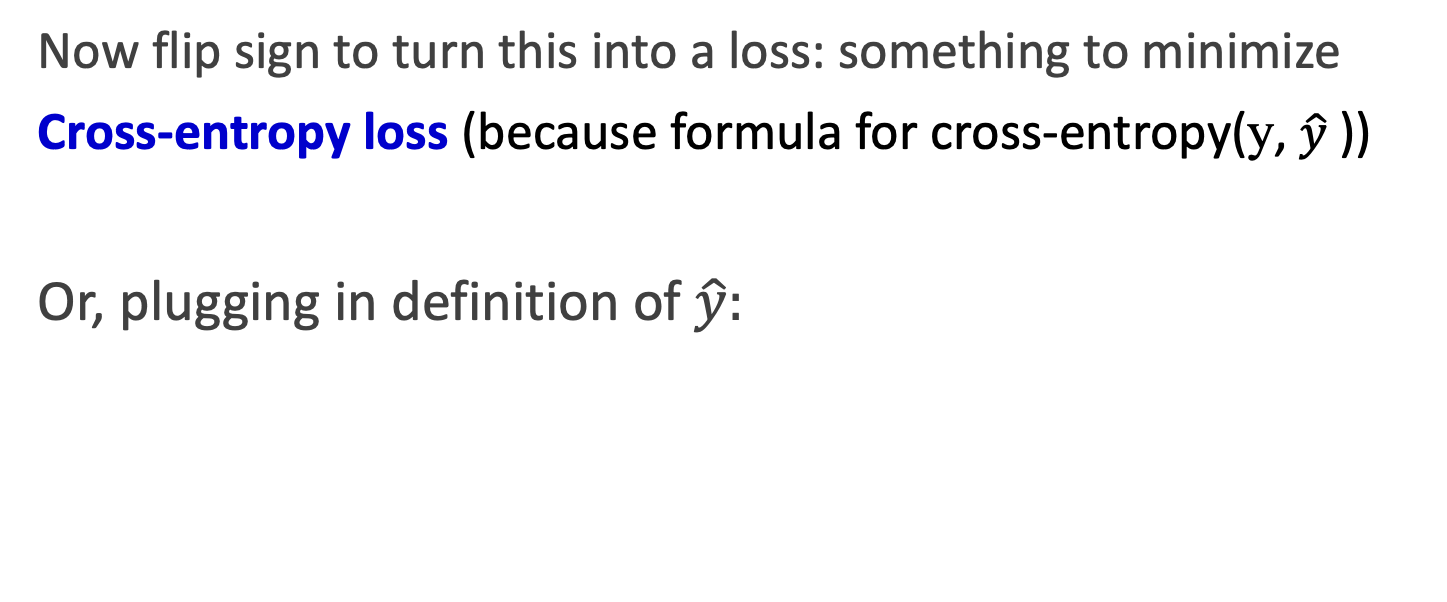 Now flip sign to turn this into a loss: something to minimize
Cross-entropy loss (because formula for cross-entropy(y, ŷ ))
Or, plugging in definition of ŷ: